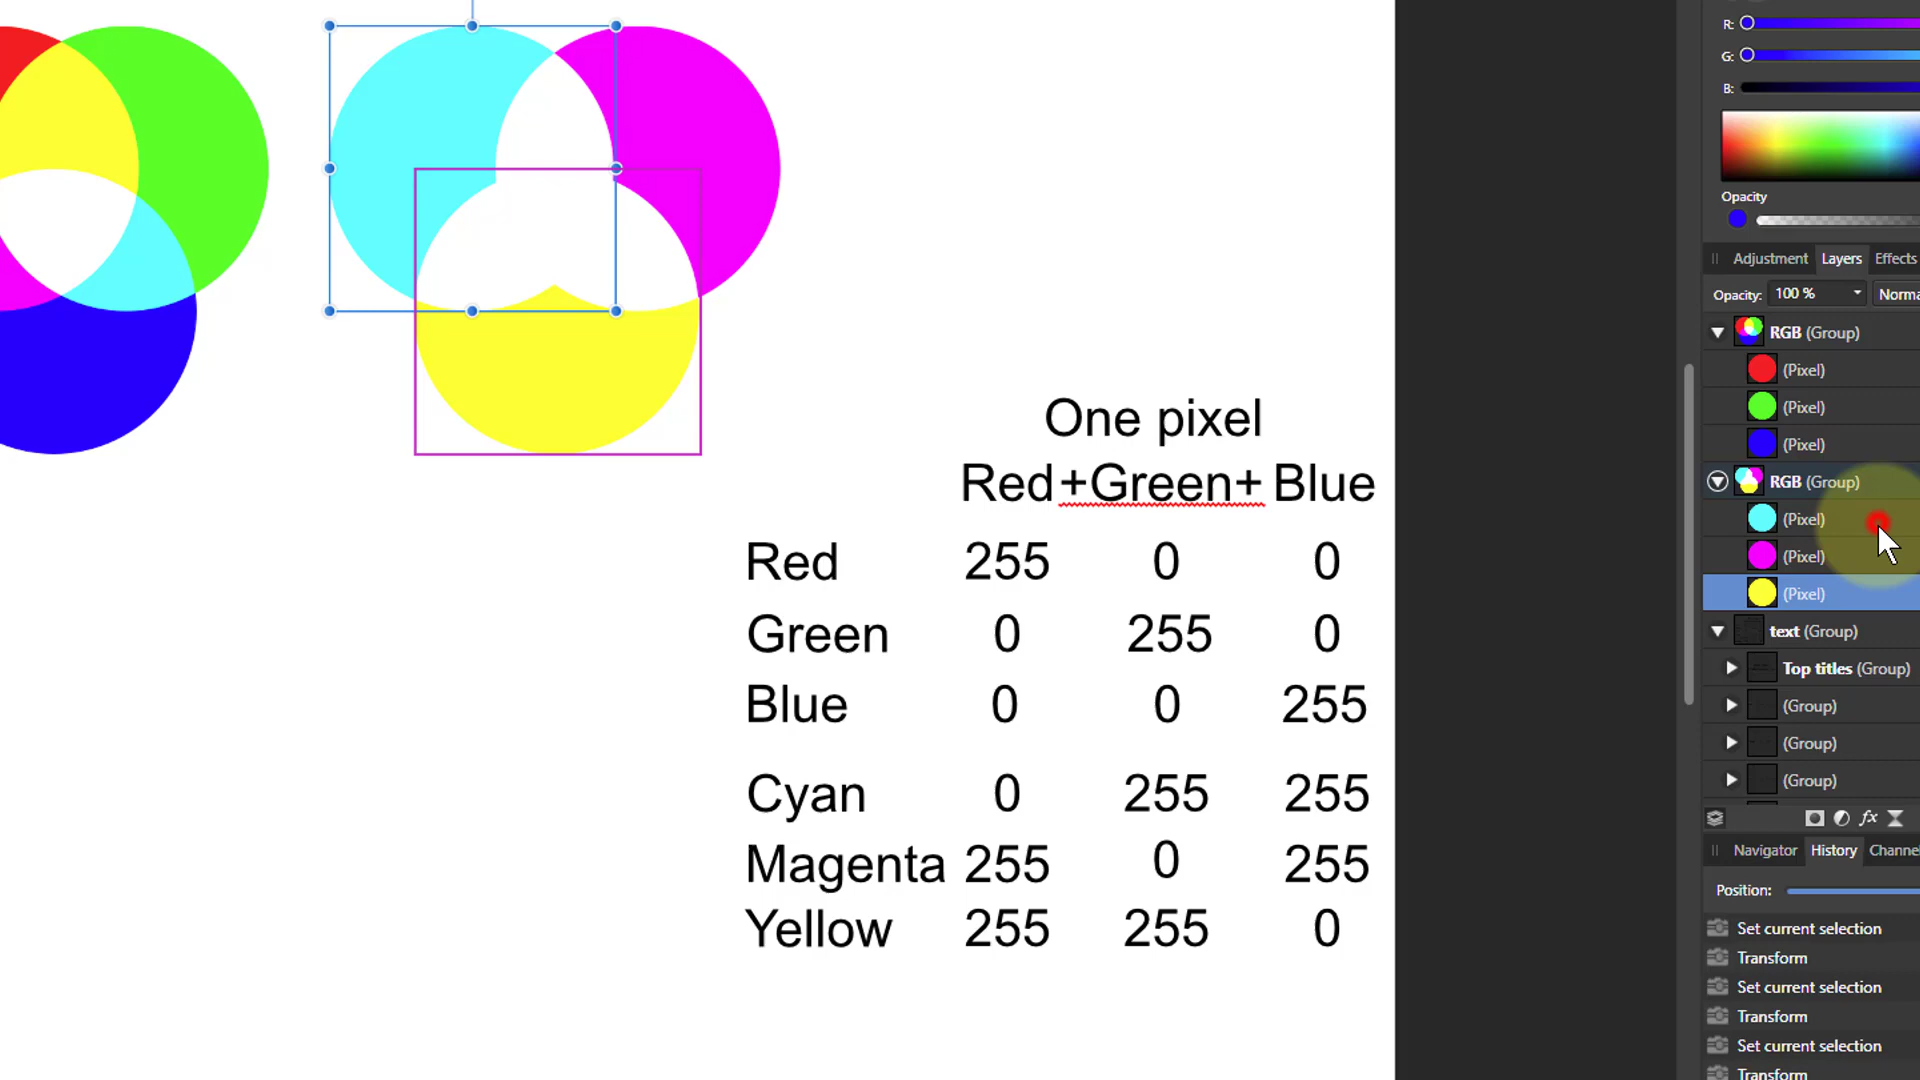 One pixel
Red+Green+ Blue
Red 255 0 0
Green 0 255 0
Blue 0 0 255
Cyan 0 255 255
Magenta 255 0 255
Yellow 255 255 0
R:
G:
B:
Opacity
Adjustment Layers Effects
Opacity: 100 % Norma
RGB (Group)
(Pixel)
(Pixel)
(Pixel)
RGB (Group)
(Pixel)
(Pixel)
(Pixel)
text (Group)
Top titles (Group)
(Group)
(Group)
(Group)
fx
Navigator History Channel
Position:
Set current selection
Transform
Set current selection
Transform
Set current selection
Transform